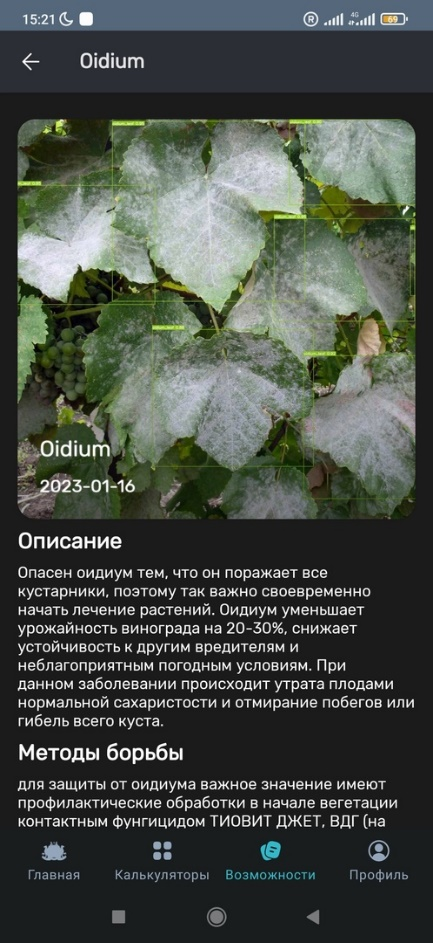 15:21
4G
69
Oidium
Oidium
2023-01-16
Описание
Опасен оидиум тем, что он поражает все
кустарники, поэтому так важно своевременно
начать лечение растений. Оидиум уменьшает
урожайность винограда на 20-30%, снижает
устойчивость к другим вредителям и
неблагоприятным погодным условиям. При
данном заболевании происходит утрата плодами
нормальной сахаристости и отмирание побегов или
гибель всего куста.
Методы борьбы
для защиты от оидиума важное значение имеют
профилактические обработки в начале вегетации
контактным фунгицидом ТИОВИТ ДЖЕТ, ВДГ (на
Главная
Калькуляторы
Возможности
Профиль